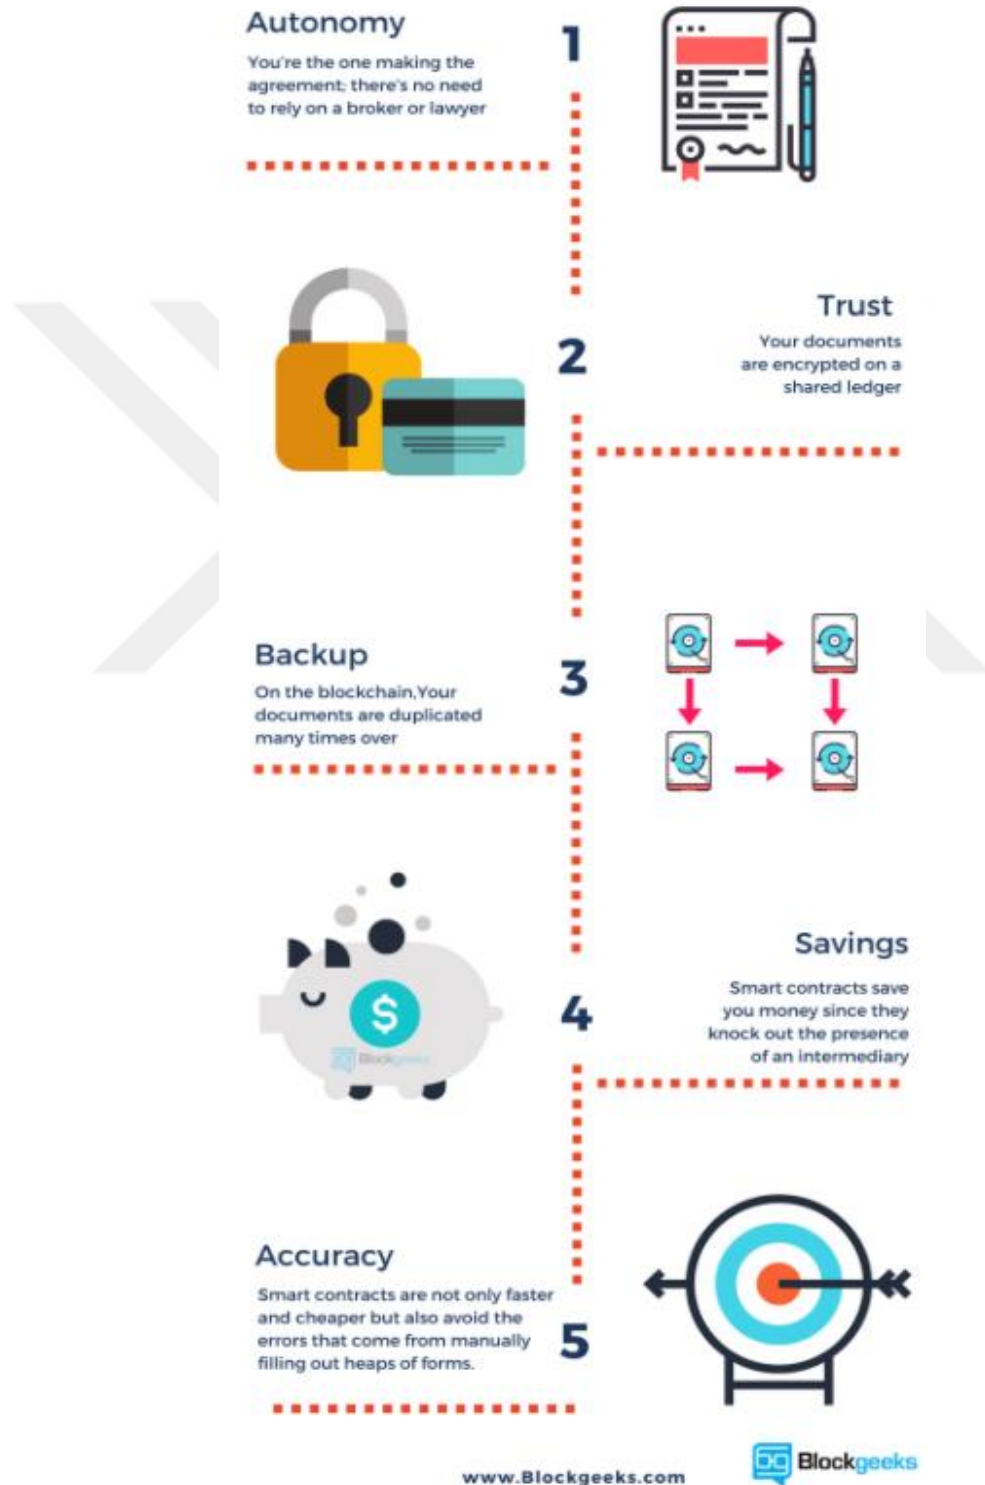 Autonomy
1
You're the one making the
agreement; there's no need
to rely on a broker or lawyer
Trust
2
Your documents
are encrypted on a
shared ledger
Backup
3
On the blockchain,Your
documents are duplicated
many times over
Savings
4
Smart contracts save
you money since they
knock out the presence
of an intermediary
$
Blockgeeks
Accuracy
Smart contracts are not only faster
and cheaper but also avoid the
errors that come from manually
filling out heaps of forms.
5
Blockgeeks
www.Blockgeeks.com